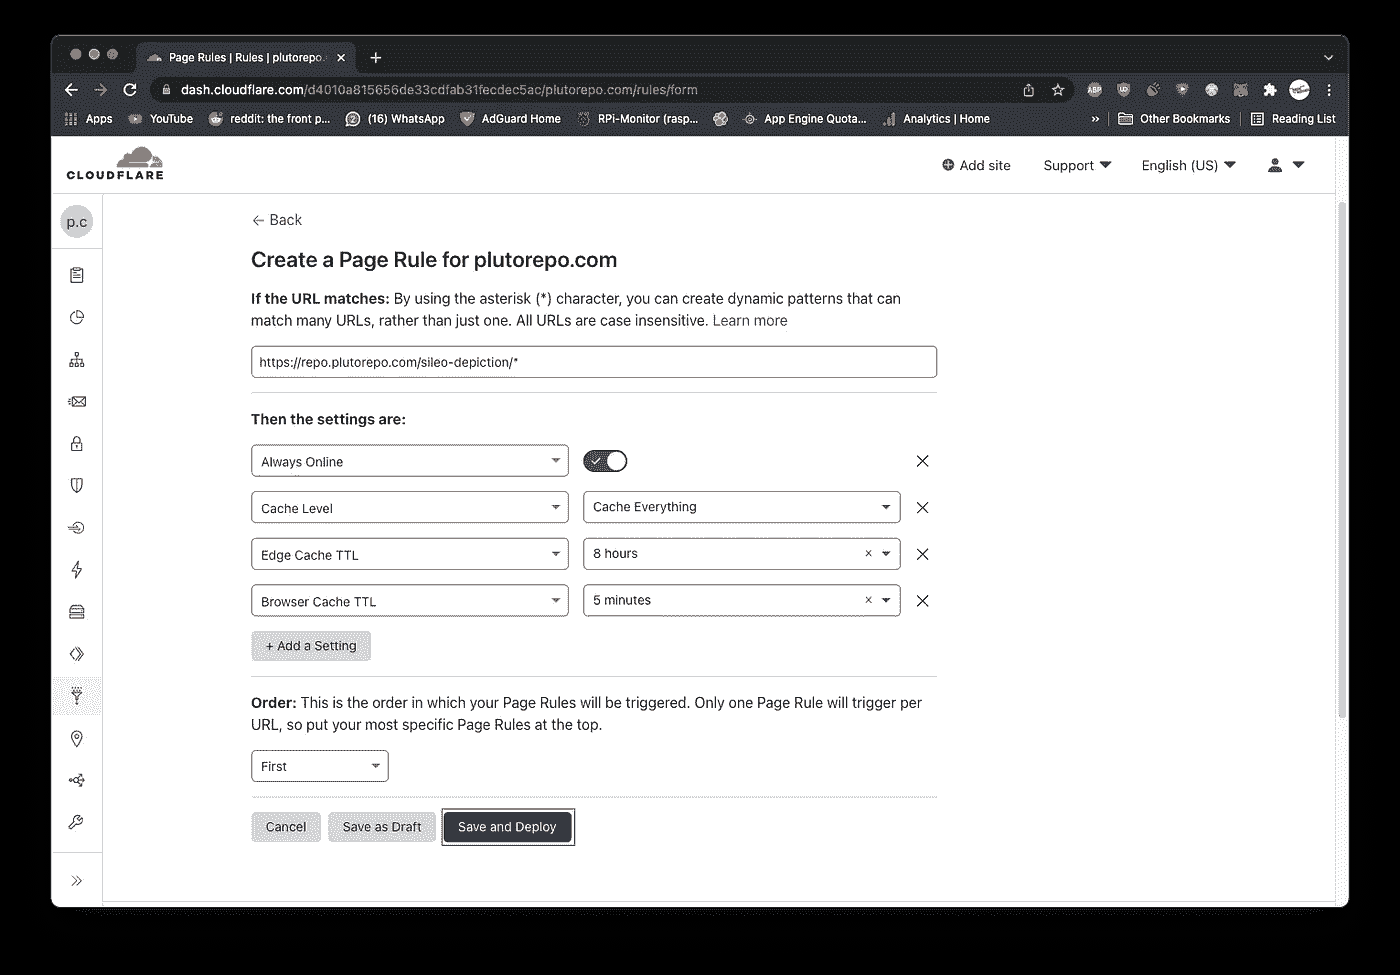 Page Rules | Rules | plutorepo.
dash.cloudflare.com/d4010a815656de33cdfab31fecdec5ac/plutorepo.com/rules/form
ABP
Apps YouTube reddit: the front p... (16) WhatsApp AdGuard Home RPi-Monitor (rasp... App Engine Quota... Analytics | Home » Other Bookmarks Reading List
CLOUDFLARE
Add site Support English (US)
p.c
← Back
Create a Page Rule for plutorepo.com
If the URL matches: By using the asterisk (*) character, you can create dynamic patterns that can
match many URLs, rather than just one. All URLs are case insensitive. Learn more
https://repo.plutorepo.com/sileo-depiction/*
Then the settings are:
Always Online
Cache Level Cache Everything
Edge Cache TTL 8 hours
Browser Cache TTL 5 minutes
+ Add a Setting
Order: This is the order in which your Page Rules will be triggered. Only one Page Rule will trigger per
URL, so put your most specific Page Rules at the top.
First
Cancel Save as Draft Save and Deploy